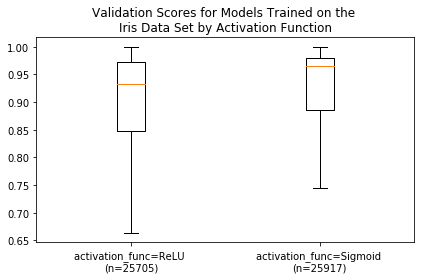 Validation Scores for Models Trained on the
Iris Data Set by Activation Function
1.00
0.95
0.90
0.85
0.80
0.75
0.70
0.65
activation_func=ReLU
(n=25705)
activation_func=Sigmoid
(n=25917)